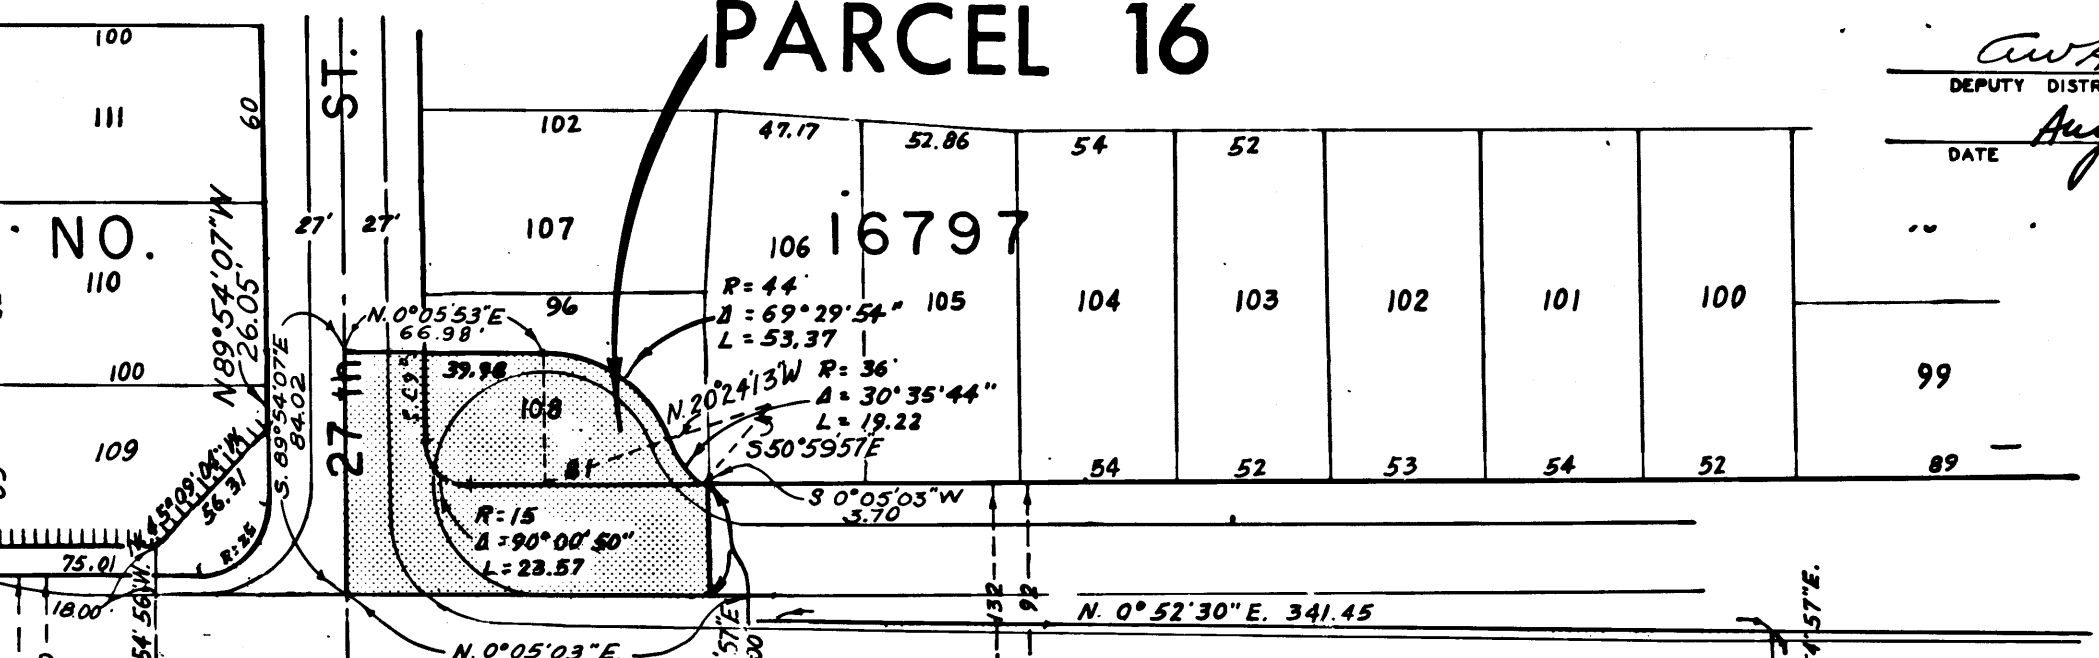 PARCEL 16
DEPUTY DISTR
DATE
100
111
60
ST.
102
47.17
52.86
54
52
NO.
110
N 89°54'07"W
26.05'
27'
27'
107
106
16797
N. 0°05'53"E
66.98'
96
R= 44'
Δ = 69°29'54"
L = 53.37
105
104
103
102
101
100
S. 89°54'07"E
84.02
100
39.98
N. 20°24'13"W
R= 36'
Δ = 30°35'44"
L = 19.22
99
108
27 th
S 50°59'57"E
109
56.31
54
52
53
54
52
89
S 0°05'03"W
3.70
R= 15
Δ = 90°00'50"
L = 23.57
R=25
75.01
18.00
132
92
N. 0°52'30"E. 341.45
N. 0°05'03"E.